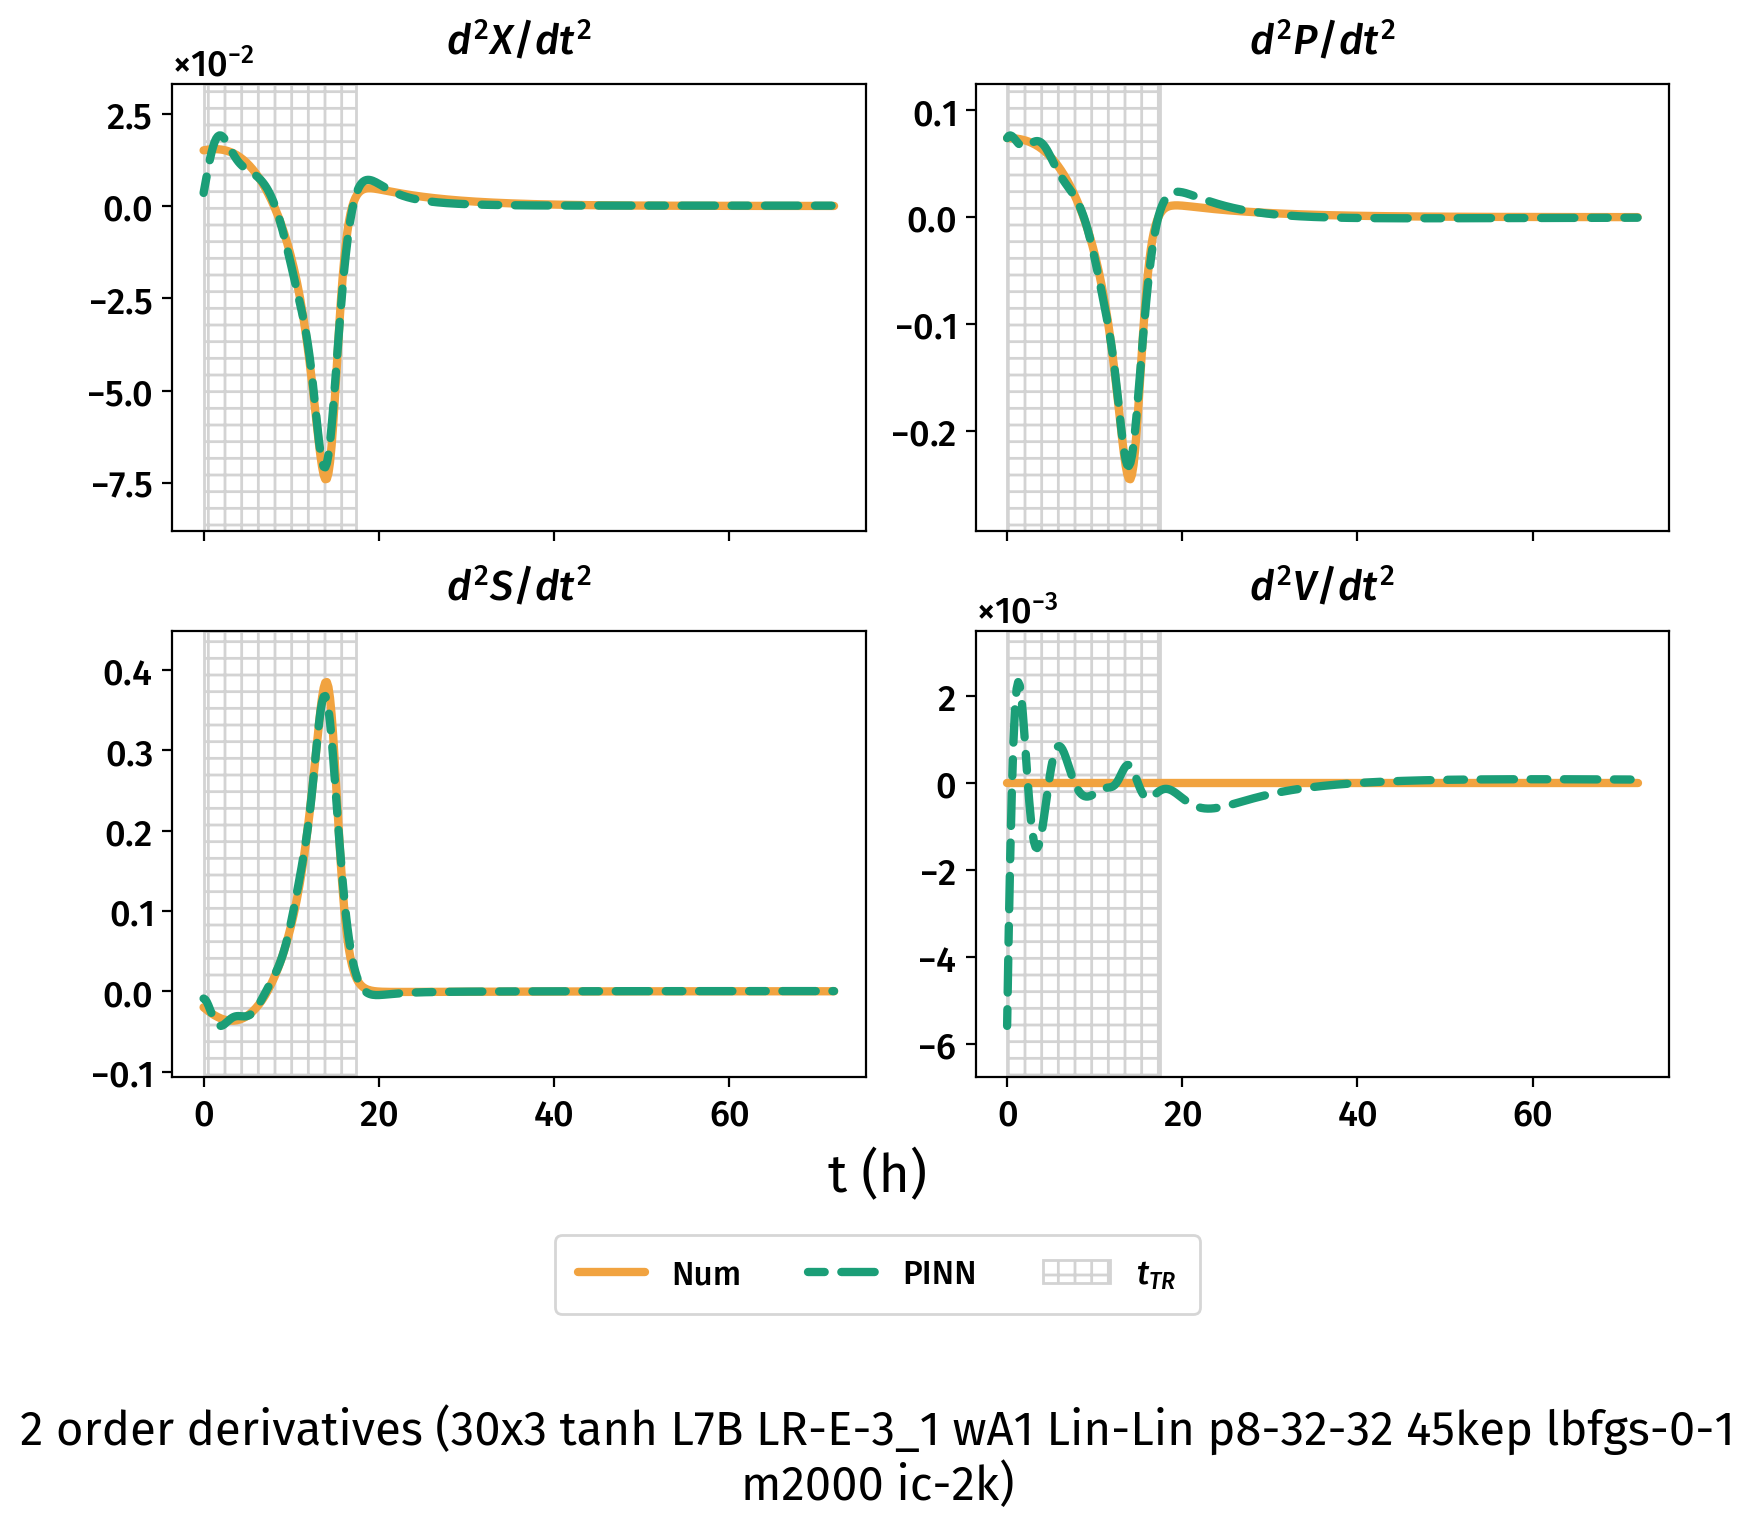 d²X/dt²
×10⁻²
2.5
0.0
−2.5
−5.0
−7.5
d²P/dt²
0.1
0.0
−0.1
−0.2
d²S/dt²
0.4
0.3
0.2
0.1
0.0
−0.1
0 20 40 60
d²V/dt²
×10⁻³
2
0
−2
−4
−6
0 20 40 60
t (h)
Num PINN t_TR
2 order derivatives (30x3 tanh L7B LR-E-3_1 wA1 Lin-Lin p8-32-32 45kep lbfgs-0-1
m2000 ic-2k)